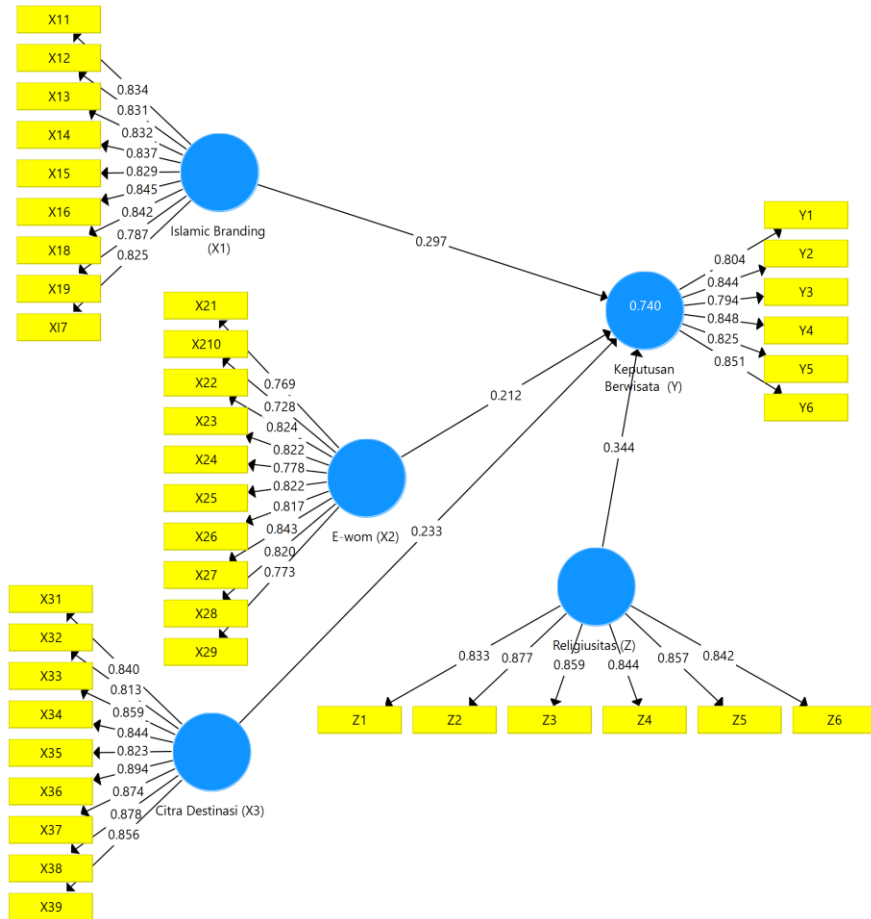 X11
X12
X13
X14
X15
X16
X18
X19
XI7
0.834
0.831
0.832
0.837
0.829
0.845
0.842
0.787
0.825
Islamic Branding
(X1)
0.297
X21
X210
X22
X23
X24
X25
X26
X27
X28
X29
0.769
0.728
0.824
0.822
0.778
0.822
0.817
0.843
0.820
0.773
E-wom (X2)
0.212
X31
X32
X33
X34
X35
X36
X37
X38
X39
0.840
0.813
0.859
0.844
0.823
0.894
0.874
0.878
0.856
Citra Destinasi (X3)
0.233
0.740
Keputusan
Berwisata (Y)
0.804
0.844
0.794
0.848
0.825
0.851
Y1
Y2
Y3
Y4
Y5
Y6
0.344
Religiusitas (Z)
0.833
0.877
0.859
0.844
0.857
0.842
Z1
Z2
Z3
Z4
Z5
Z6